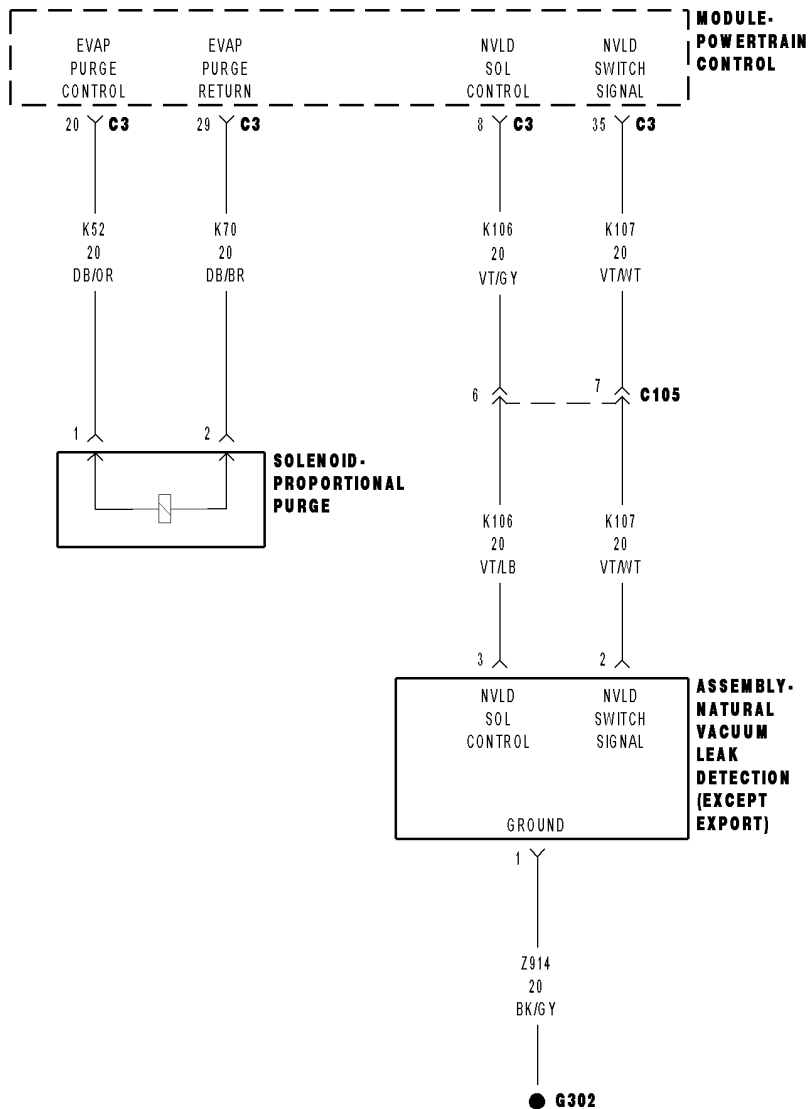 MODULE-
POWERTRAIN
CONTROL
EVAP
PURGE
CONTROL
EVAP
PURGE
RETURN
NVLD
SOL
CONTROL
NVLD
SWITCH
SIGNAL
20 C3
29 C3
8 C3
35 C3
K52
20
DB/OR
K70
20
DB/BR
K106
20
VT/GY
K107
20
VT/WT
6
7
C105
1
2
SOLENOID-
PROPORTIONAL
PURGE
K106
20
VT/LB
K107
20
VT/WT
3
2
NVLD
SOL
CONTROL
NVLD
SWITCH
SIGNAL
GROUND
ASSEMBLY-
NATURAL
VACUUM
LEAK
DETECTION
(EXCEPT
EXPORT)
1
Z914
20
BK/GY
G302